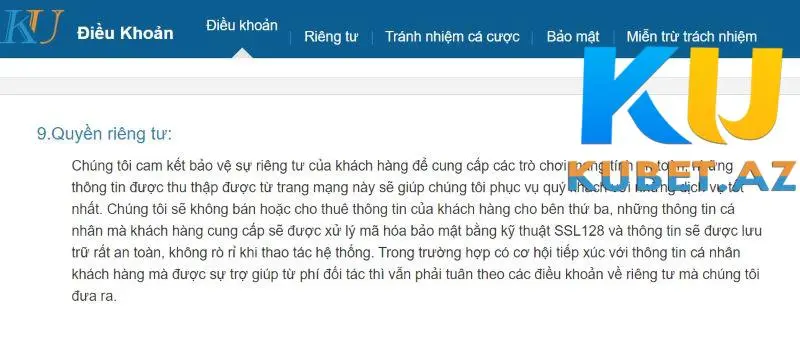 KU Điều Khoản Điều khoản Riêng tư Tránh nhiệm cá cược Bảo mật Miễn trừ trách nhiệm
KU
KUBET.AZ
9.Quyền riêng tư:
Chúng tôi cam kết bảo vệ sự riêng tư của khách hàng để cung cấp các trò chơi mang tính an toàn, những
thông tin được thu thập được từ trang mạng này sẽ giúp chúng tôi phục vụ quý khách với những dịch vụ tốt
nhất. Chúng tôi sẽ không bán hoặc cho thuê thông tin của khách hàng cho bên thứ ba, những thông tin cá
nhân mà khách hàng cung cấp sẽ được xử lý mã hóa bảo mật bằng kỹ thuật SSL128 và thông tin sẽ được lưu
trữ rất an toàn, không rò rỉ khi thao tác hệ thống. Trong trường hợp có cơ hội tiếp xúc với thông tin cá nhân
khách hàng mà được sự trợ giúp từ phí đối tác thì vẫn phải tuân theo các điều khoản về riêng tư mà chúng tôi
đưa ra.